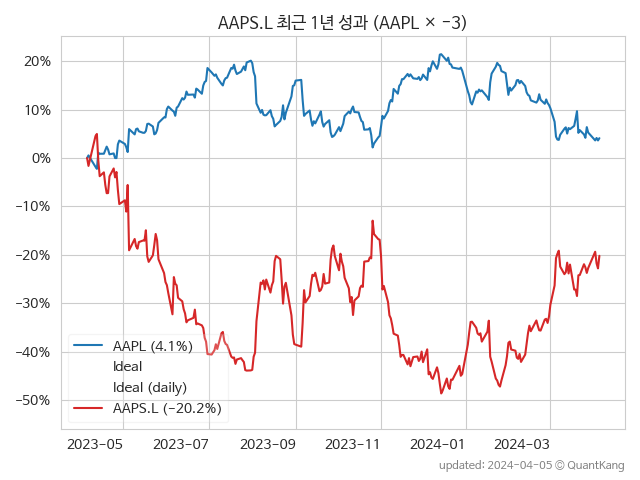 AAPS.L 최근 1년 성과 (AAPL × −3)
20%
10%
0%
−10%
−20%
−30%
−40%
−50%
AAPL (4.1%)
Ideal
Ideal (daily)
AAPS.L (−20.2%)
2023-05 2023-07 2023-09 2023-11 2024-01 2024-03
updated: 2024-04-05 © QuantKang